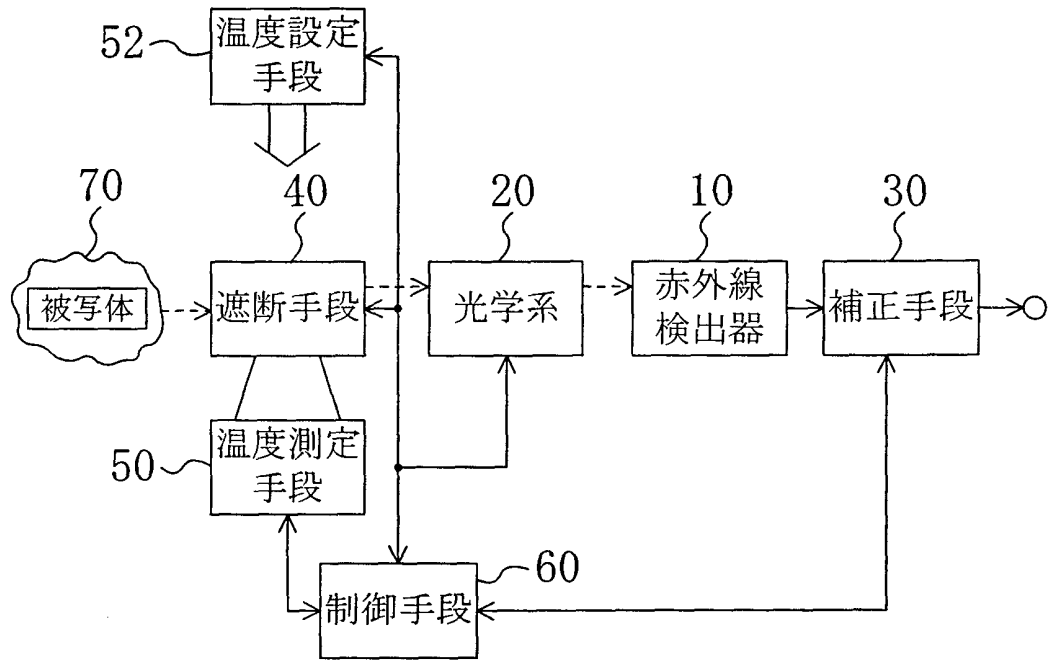 52
温度設定
手段
70
40
20
10
30
被写体
遮断手段
光学系
赤外線
検出器
補正手段
50
温度測定
手段
60
制御手段